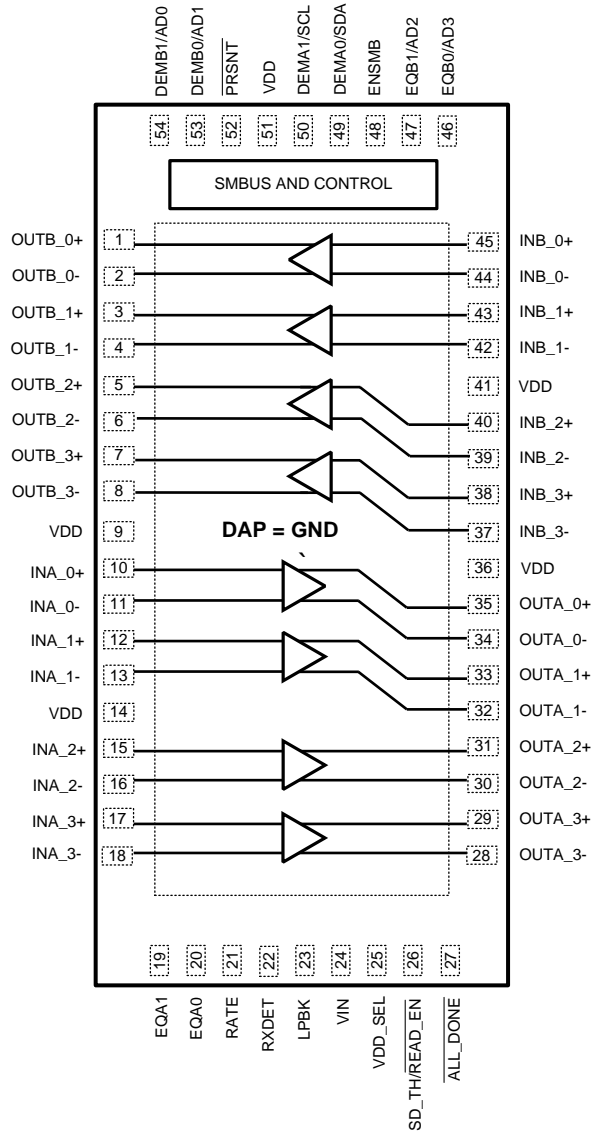 DEMB1/AD0
DEMB0/AD1
PRSNT
VDD
DEMA1/SCL
DEMA0/SDA
ENSMB
EQB1/AD2
EQB0/AD3
54 53 52 51 50 49 48 47 46
SMBUS AND CONTROL
OUTB_0+ 1 45 INB_0+
OUTB_0- 2 44 INB_0-
OUTB_1+ 3 43 INB_1+
OUTB_1- 4 42 INB_1-
OUTB_2+ 5 41 VDD
OUTB_2- 6 40 INB_2+
OUTB_3+ 7 39 INB_2-
OUTB_3- 8 38 INB_3+
VDD 9 DAP = GND 37 INB_3-
`
INA_0+ 10 36 VDD
INA_0- 11 35 OUTA_0+
INA_1+ 12 34 OUTA_0-
INA_1- 13 33 OUTA_1+
VDD 14 32 OUTA_1-
INA_2+ 15 31 OUTA_2+
INA_2- 16 30 OUTA_2-
INA_3+ 17 29 OUTA_3+
INA_3- 18 28 OUTA_3-
19 20 21 22 23 24 25 26 27
EQA1
EQA0
RATE
RXDET
LPBK
VIN
VDD_SEL
SD_TH/READ_EN
ALL_DONE